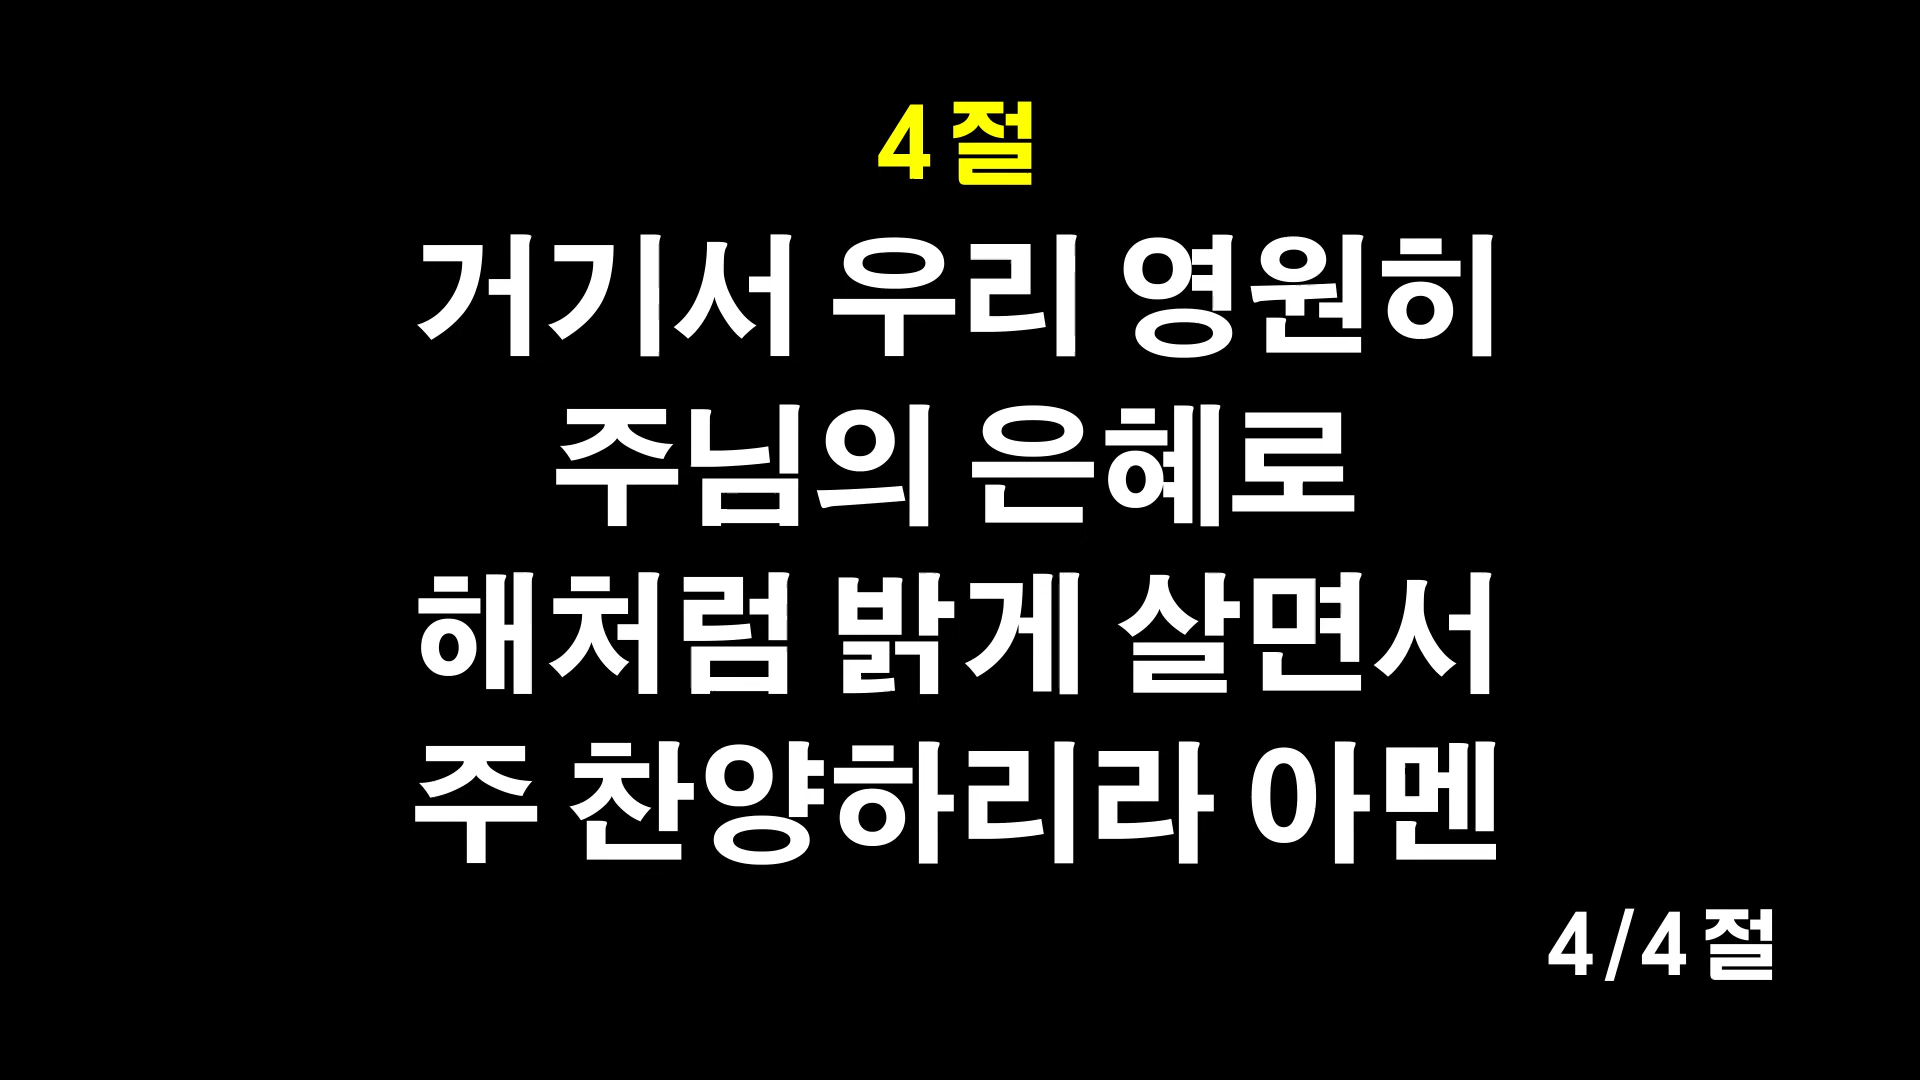 4절
거기서 우리 영원히
주님의 은혜로
해처럼 밝게 살면서
주 찬양하리라 아멘
4/4절